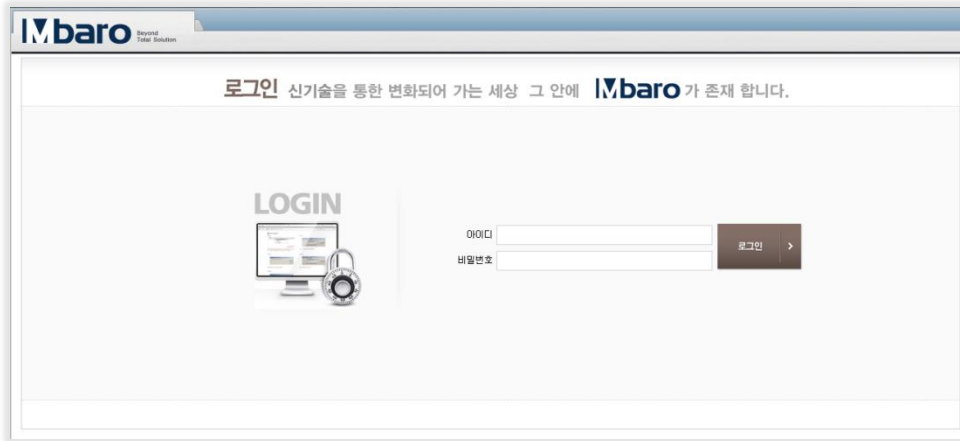 Mbaro Beyond
Total Solution
로그인 신기술을 통한 변화되어 가는 세상 그 안에 Mbaro 가 존재 합니다.
LOGIN
아이디
로그인 >
비밀번호